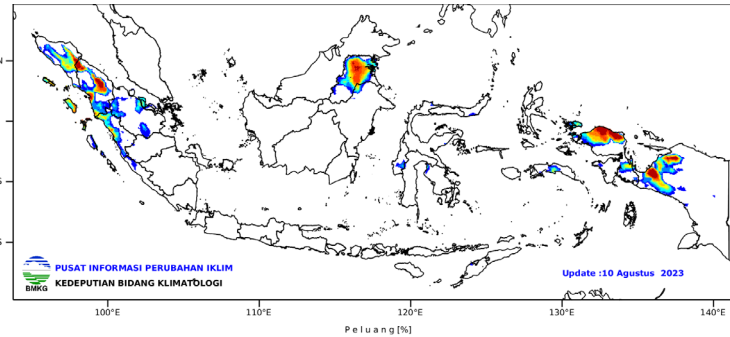 N
S
S
PUSAT INFORMASI PERUBAHAN IKLIM
KEDEPUTIAN BIDANG KLIMATOLOGI
BMKG
Update :10 Agustus 2023
100°E 110°E 120°E 130°E 140°E
P e l u a n g [%]